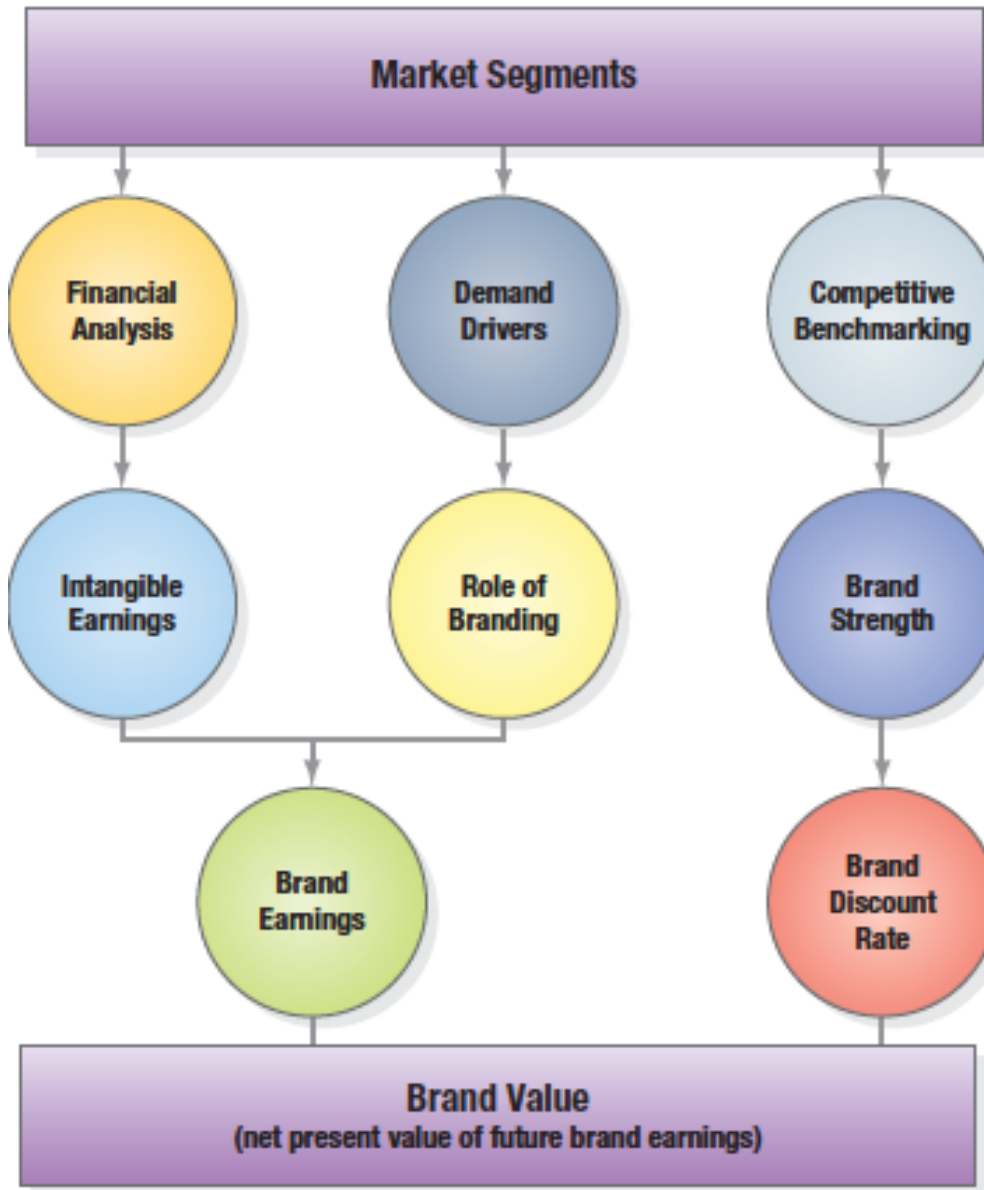 Market Segments
Financial
Analysis
Demand
Drivers
Competitive
Benchmarking
Intangible
Earnings
Role of
Branding
Brand
Strength
Brand
Earnings
Brand
Discount
Rate
Brand Value
(net present value of future brand earnings)